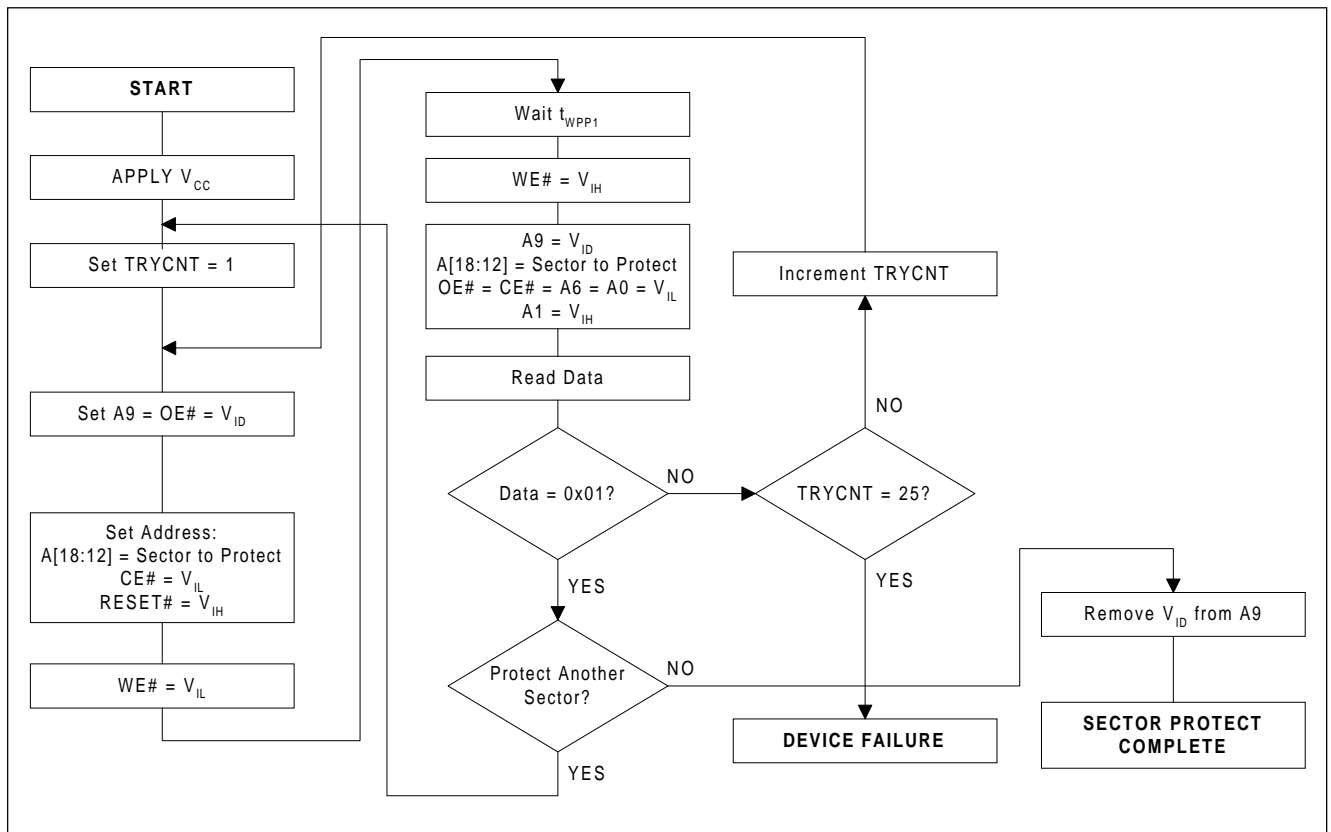 START
APPLY V_CC
Set TRYCNT = 1
Set A9 = OE# = V_ID
Set Address:
A[18:12] = Sector to Protect
CE# = V_IL
RESET# = V_IH
WE# = V_IL
Wait t_WPP1
WE# = V_IH
A9 = V_ID
A[18:12] = Sector to Protect
OE# = CE# = A6 = A0 = V_IL
A1 = V_IH
Read Data
Data = 0x01?
NO
YES
Protect Another
Sector?
NO
YES
Increment TRYCNT
NO
TRYCNT = 25?
YES
DEVICE FAILURE
Remove V_ID from A9
SECTOR PROTECT
COMPLETE